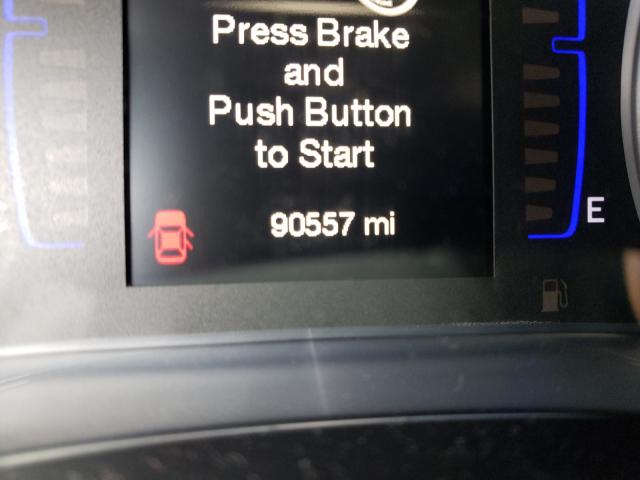 Press Brake
and
Push Button
to Start
90557 mi
E